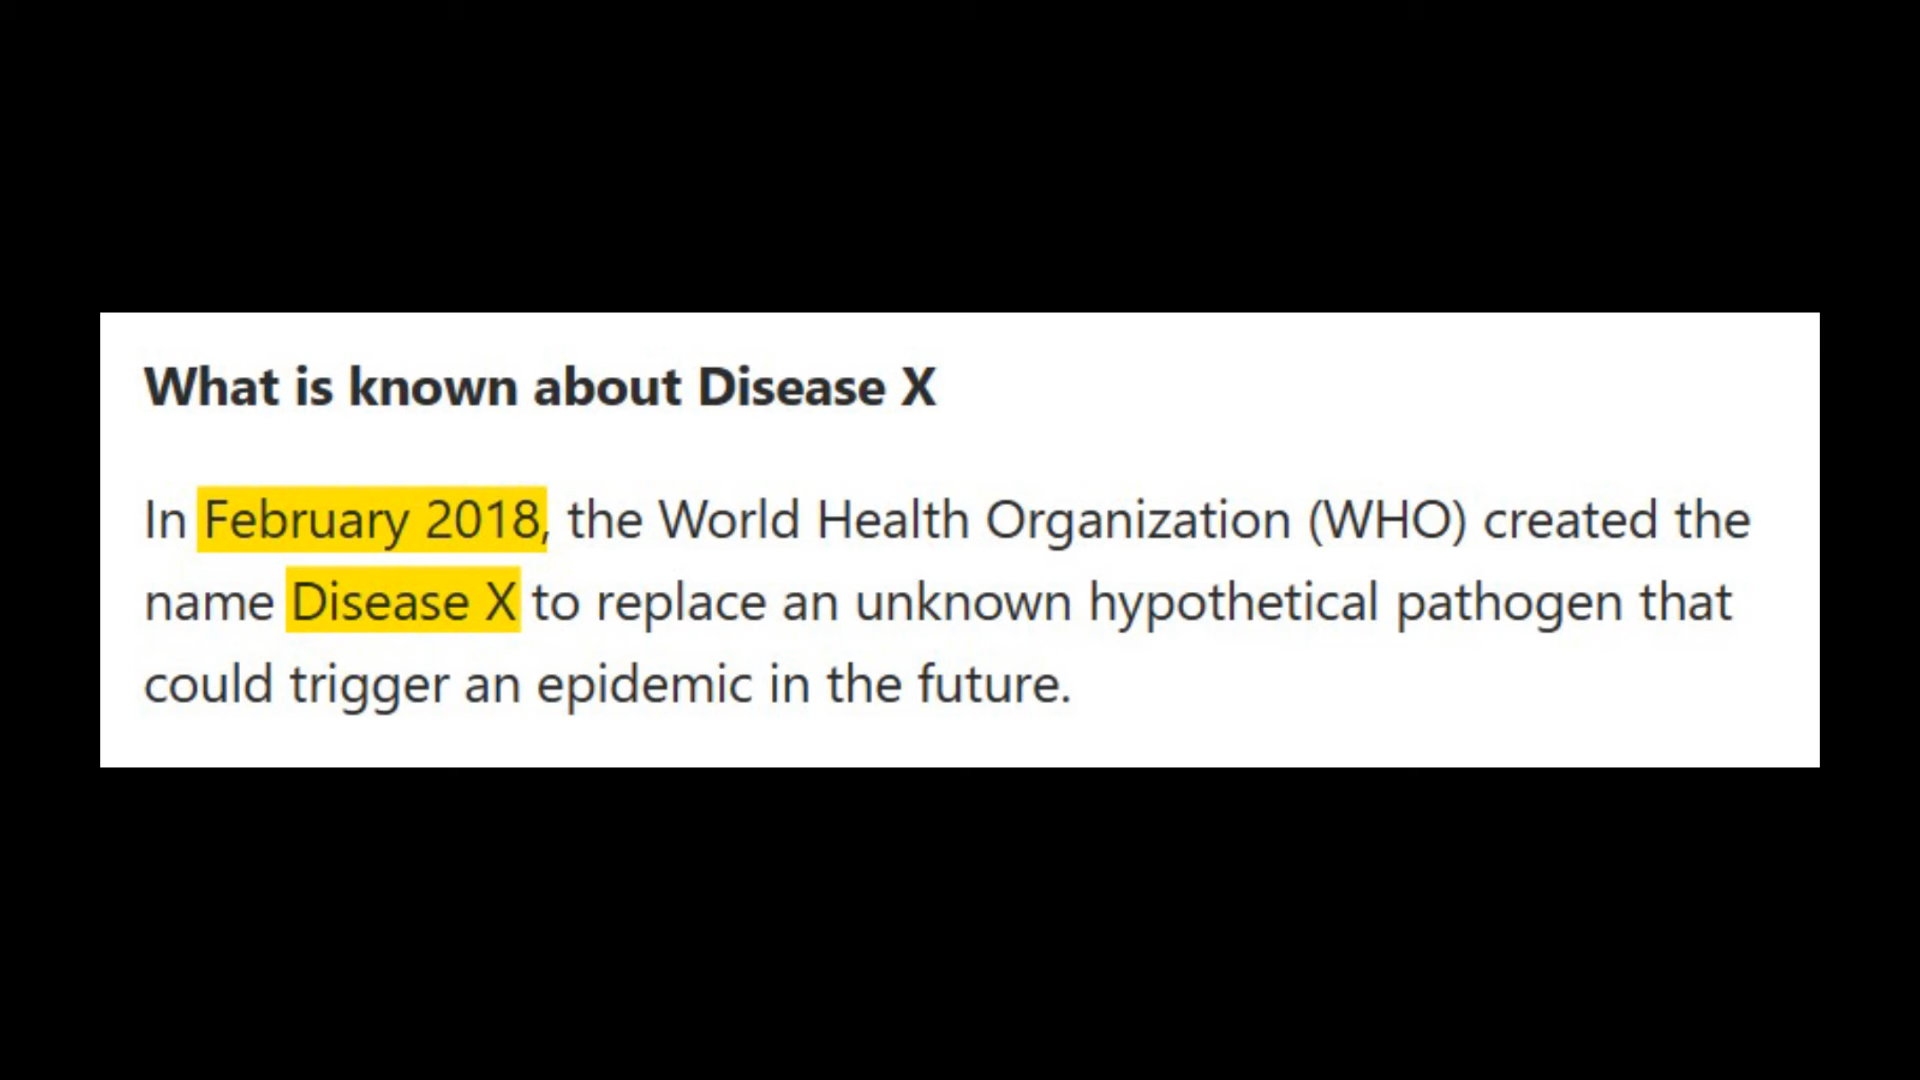 What is known about Disease X
In February 2018, the World Health Organization (WHO) created the
name Disease X to replace an unknown hypothetical pathogen that
could trigger an epidemic in the future.